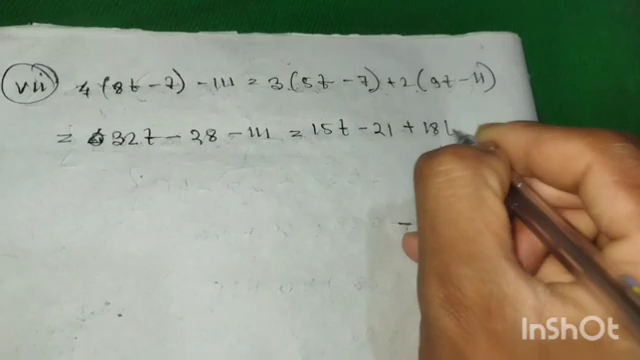 vii 4(8t-7)-111=3(5t-7)+2(9t-11)
= 32t-28-111=15t-21+18t
InShOt